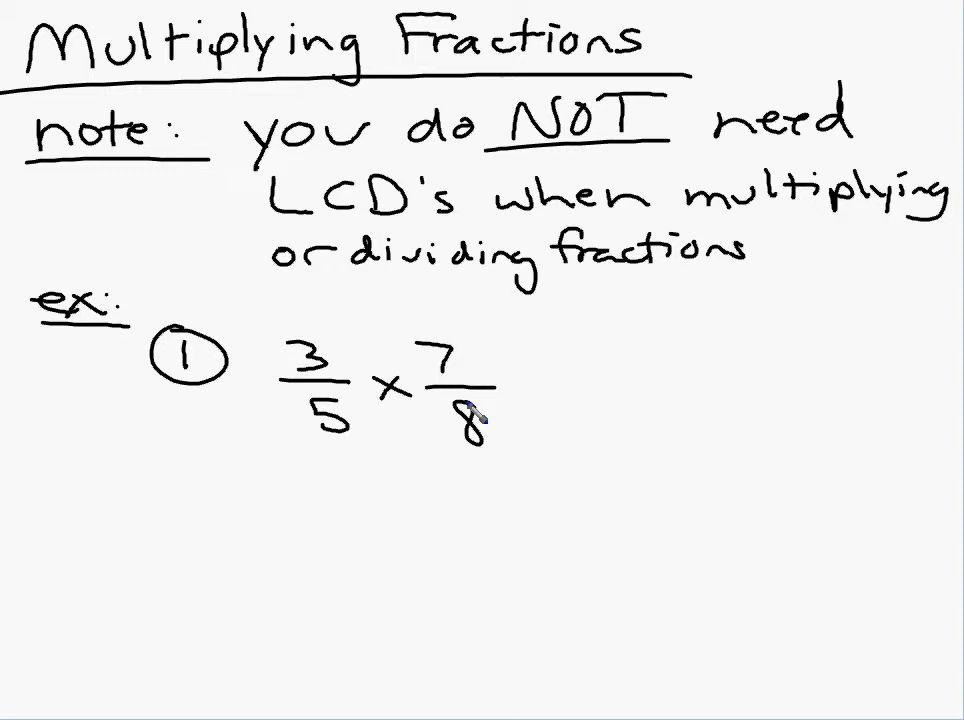 Multiplying Fractions
note: you do NOT need
LCD's when multiplying
or dividing fractions
ex:
① 3/5 × 7/8